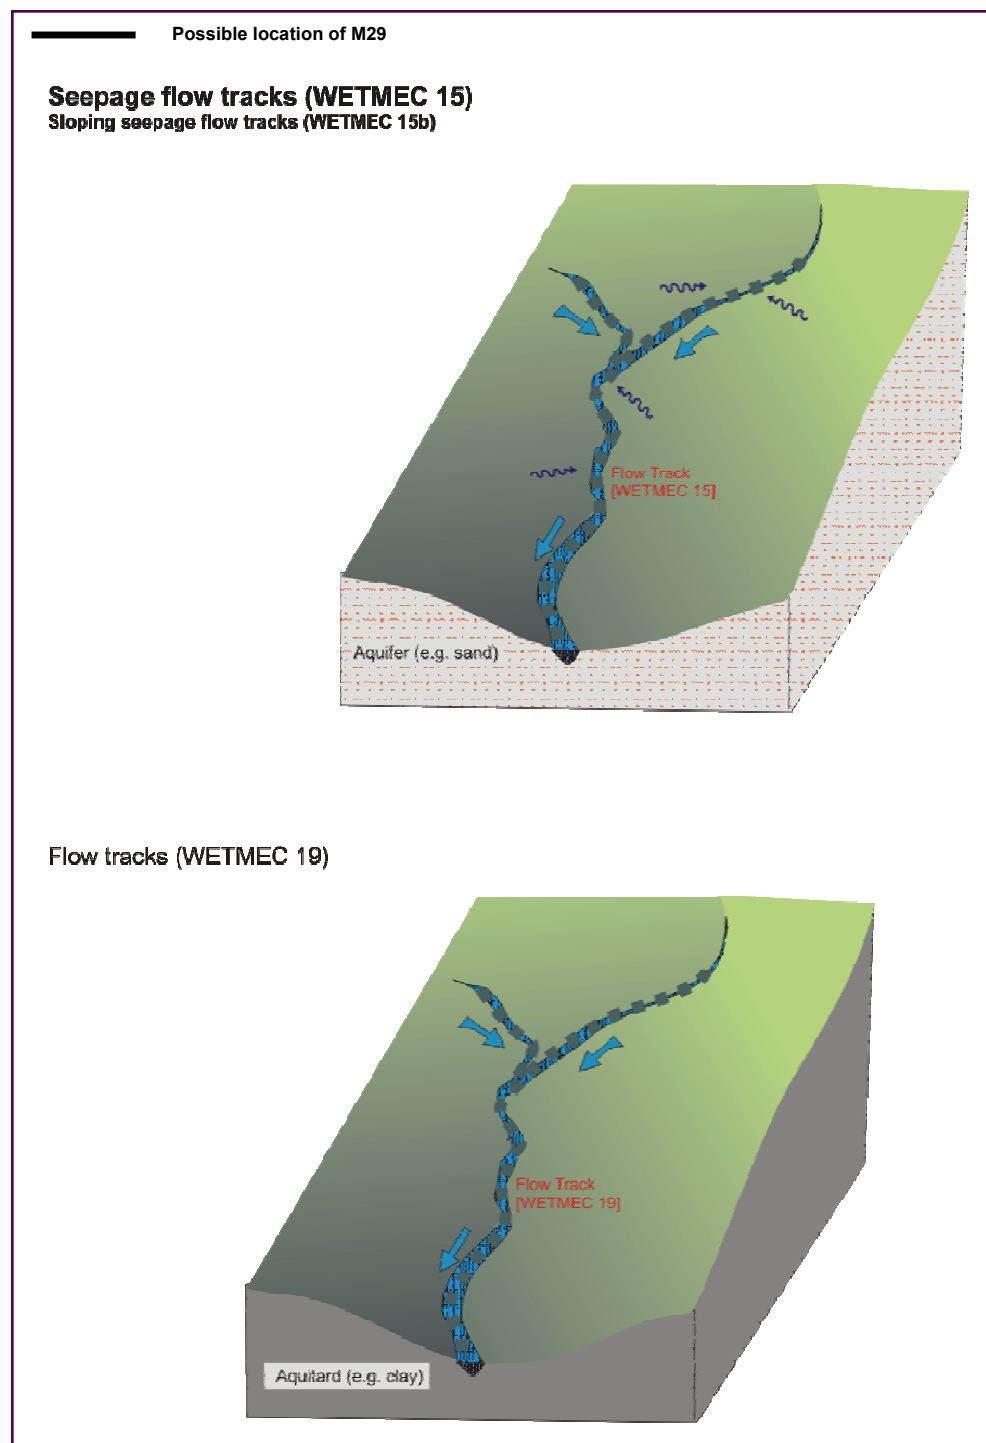 Possible location of M29
Seepage flow tracks (WETMEC 15)
Sloping seepage flow tracks (WETMEC 15b)
Flow Track
[WETMEC 15]
Aquifer (e.g. sand)
Flow tracks (WETMEC 19)
Flow Track
[WETMEC 19]
Aquitard (e.g. clay)